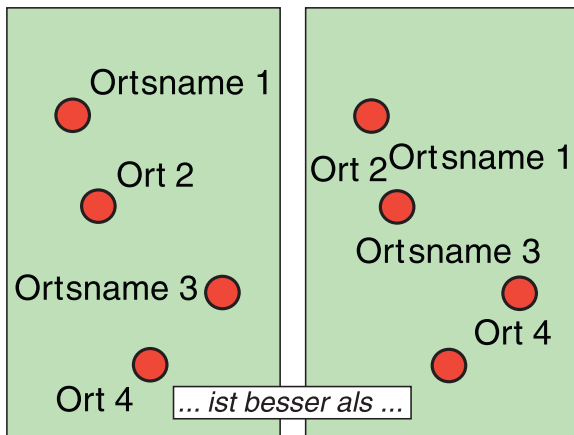 Ortsname 1
Ort 2
Ortsname 3
Ort 4
Ort 2 Ortsname 1
Ortsname 3
Ort 4
... ist besser als ...